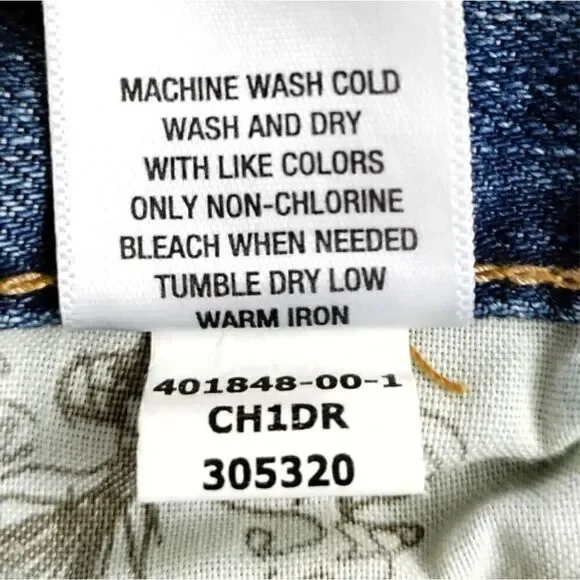 MACHINE WASH COLD
WASH AND DRY
WITH LIKE COLORS
ONLY NON-CHLORINE
BLEACH WHEN NEEDED
TUMBLE DRY LOW
WARM IRON
401848-00-1
CH1DR
305320